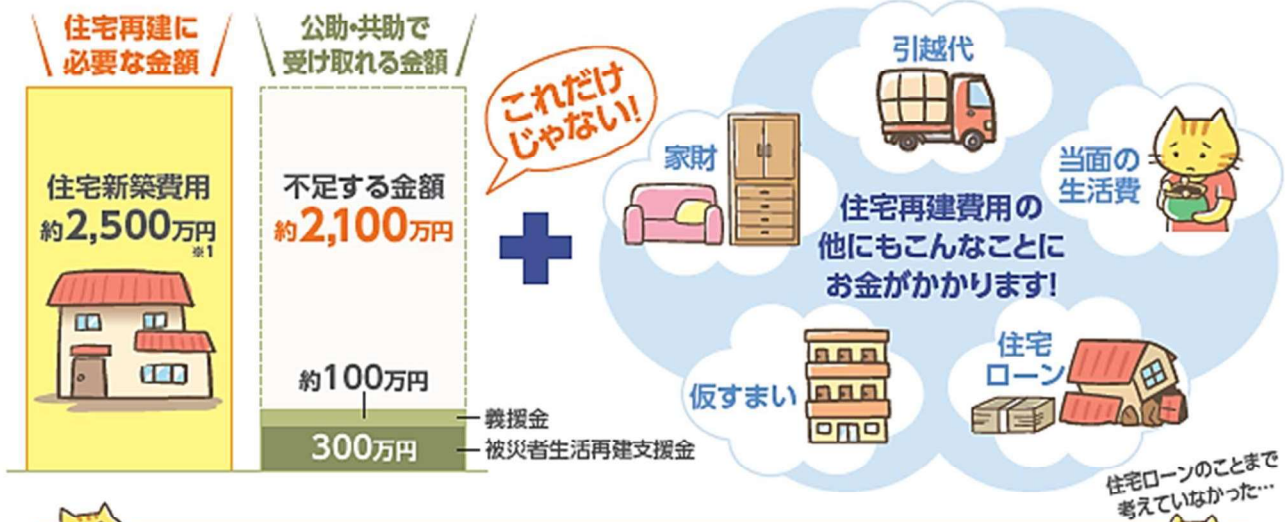 住宅再建に
必要な金額
公助・共助で
受け取れる金額
住宅新築費用
約2,500万円
※1
不足する金額
約2,100万円
約100万円
300万円
義援金
被災者生活再建支援金
これだけ
じゃない!
引越代
家財
当面の
生活費
住宅再建費用の
他にもこんなことに
お金がかかります!
仮すまい
住宅
ローン
住宅ローンのことまで
考えていなかった…